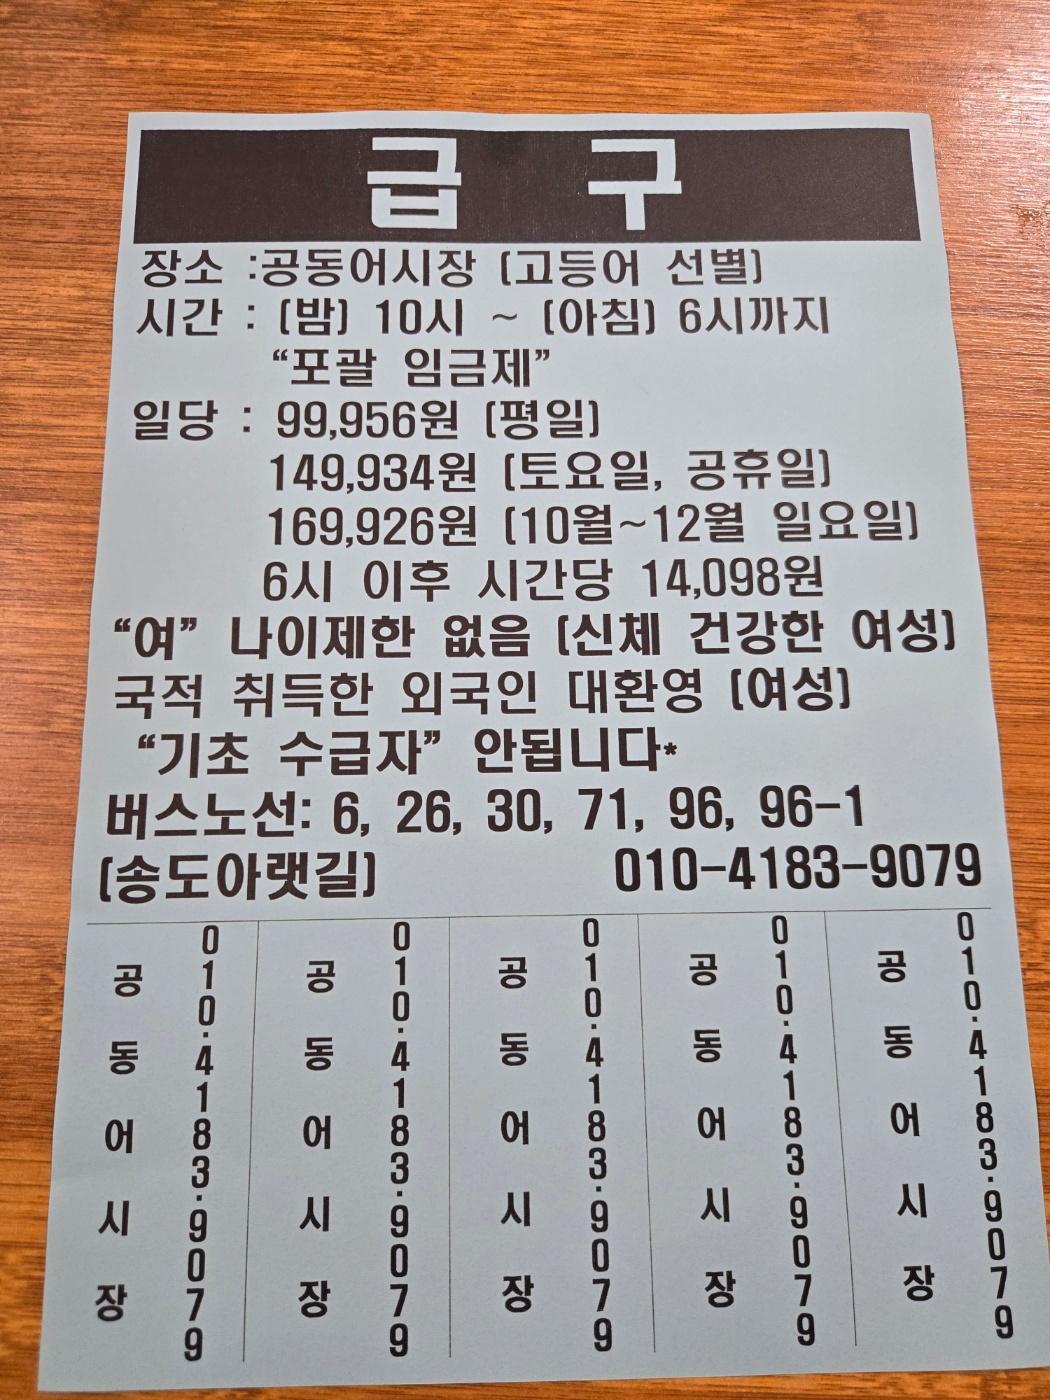 급 구
장소 :공동어시장 (고등어 선별)
시간 : (밤) 10시 ~ (아침) 6시까지
“포괄 임금제”
일당 : 99,956원 (평일)
149,934원 (토요일, 공휴일)
169,926원 (10월~12월 일요일)
6시 이후 시간당 14,098원
“여” 나이제한 없음 (신체 건강한 여성)
국적 취득한 외국인 대환영 (여성)
“기초 수급자” 안됩니다*
버스노선: 6, 26, 30, 71, 96, 96-1
(송도아랫길) 010-4183-9079
공동어시장 010.4183.9079
공동어시장 010.4183.9079
공동어시장 010.4183.9079
공동어시장 010.4183.9079
공동어시장 010.4183.9079